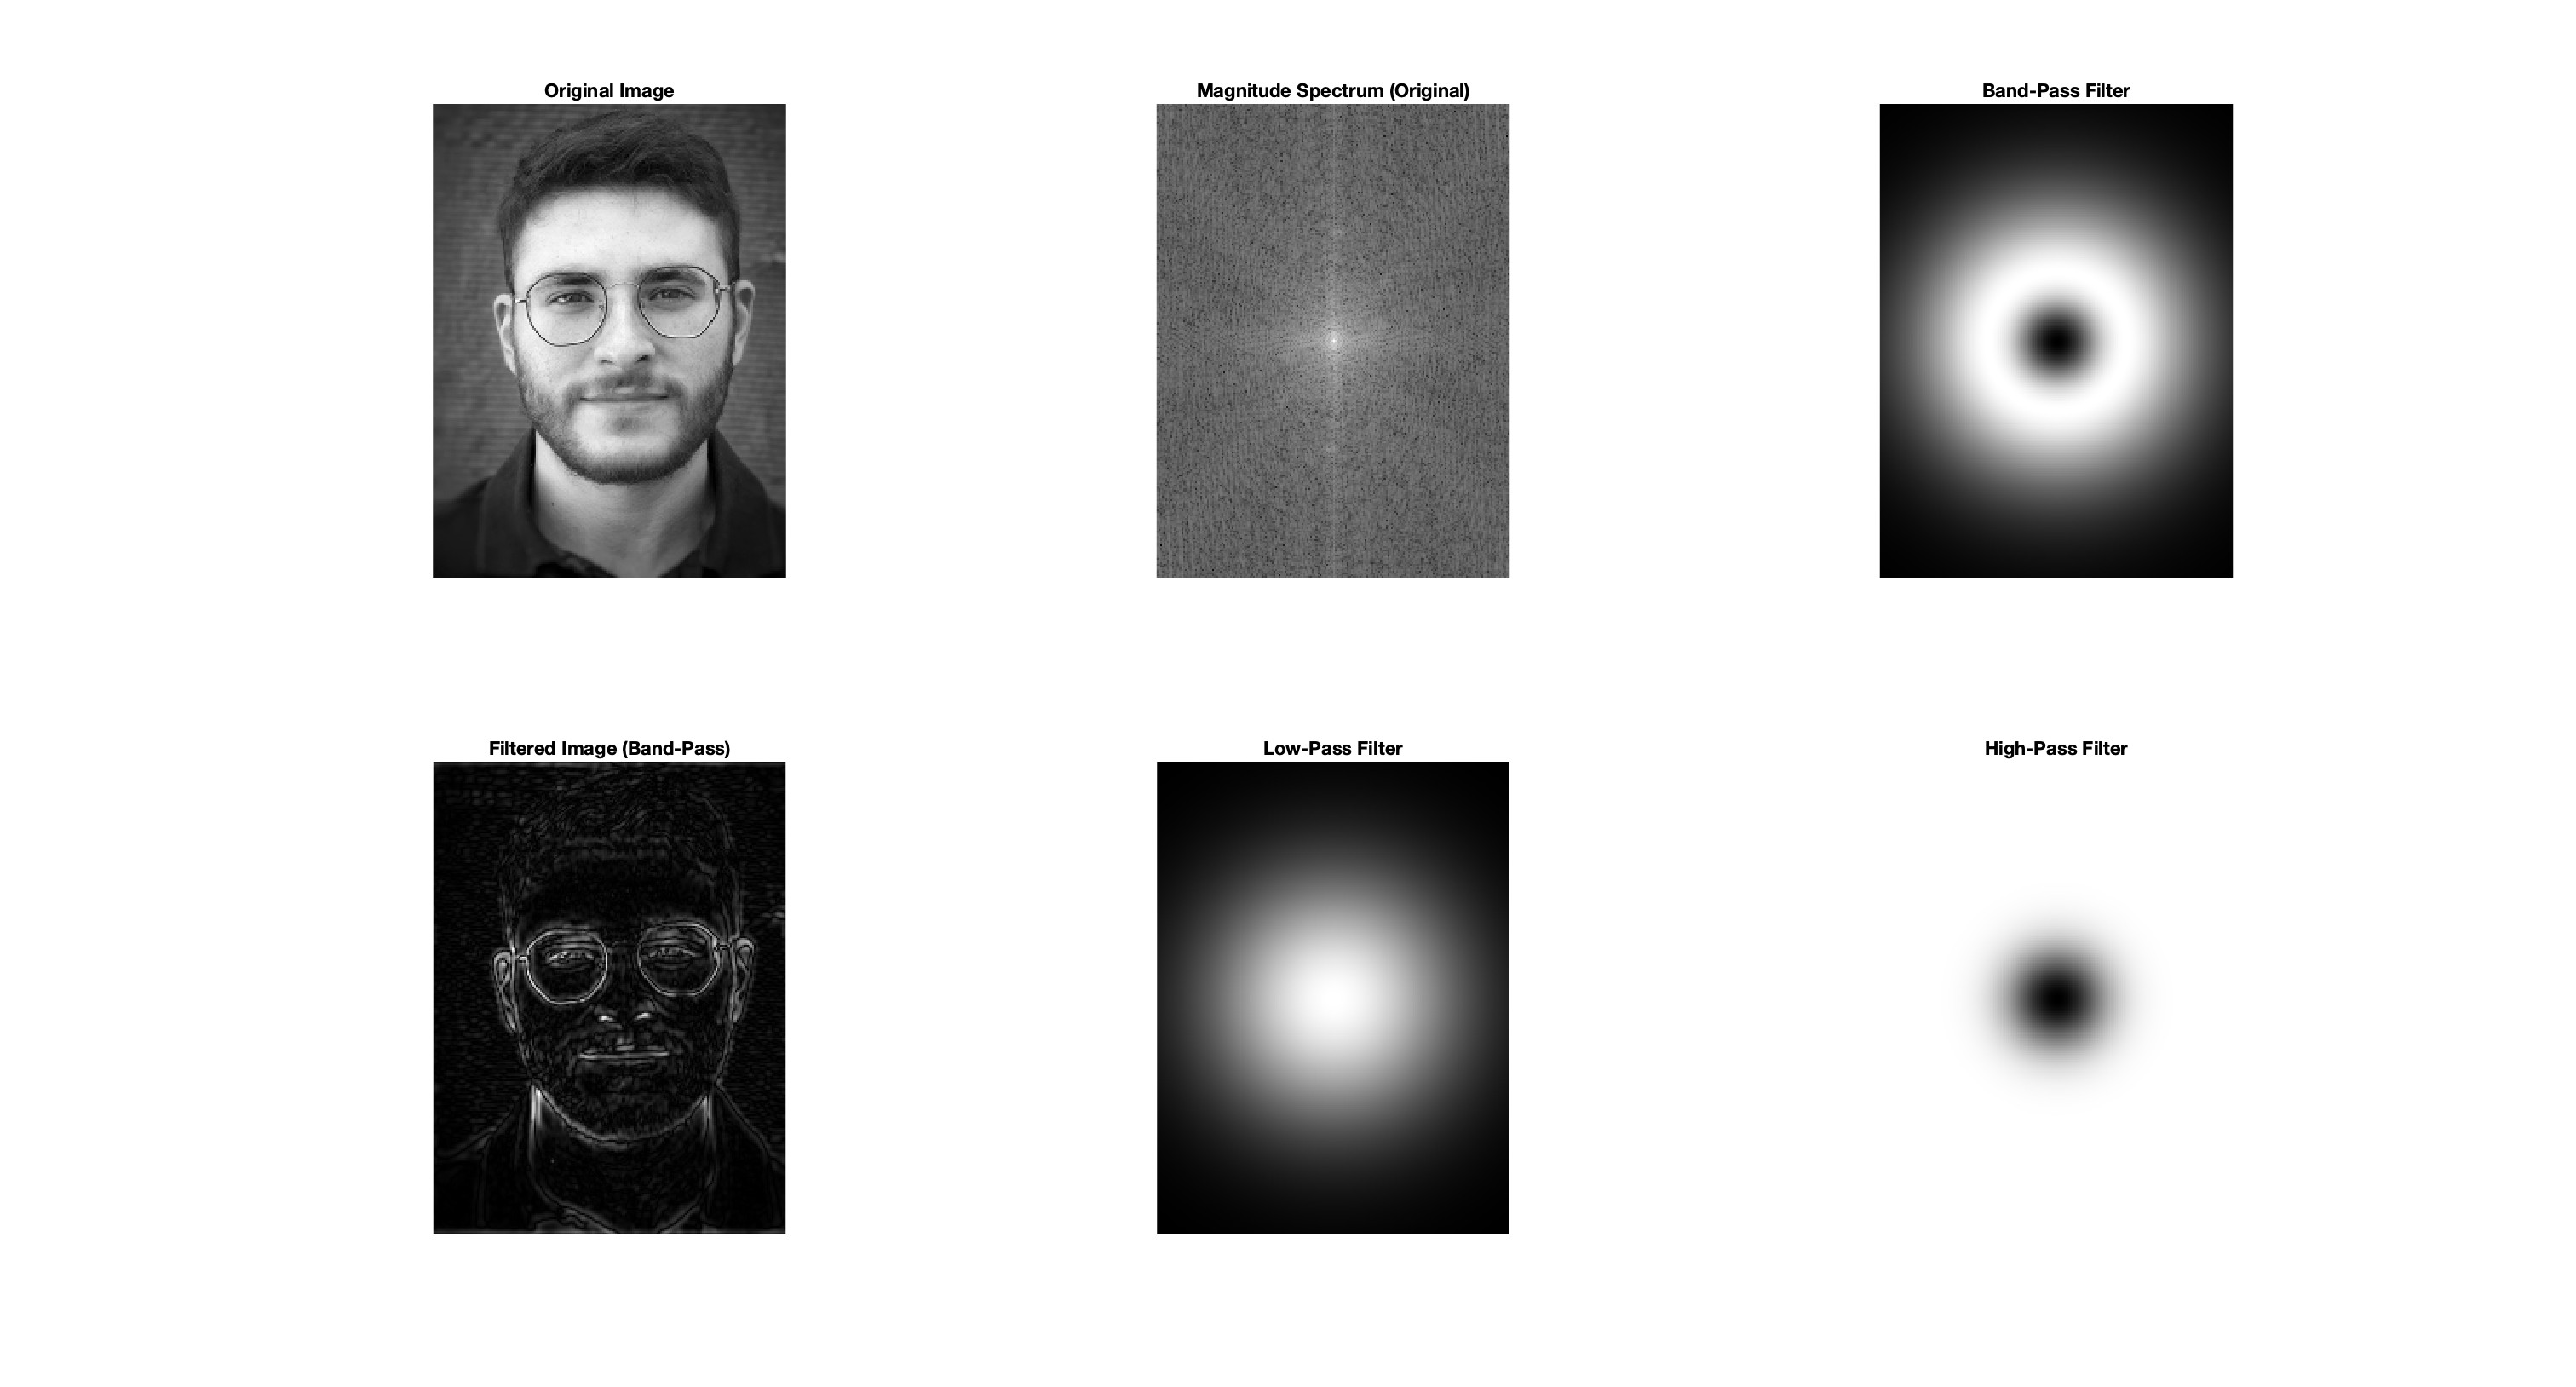 Original Image
Magnitude Spectrum (Original)
Band-Pass Filter
Filtered Image (Band-Pass)
Low-Pass Filter
High-Pass Filter